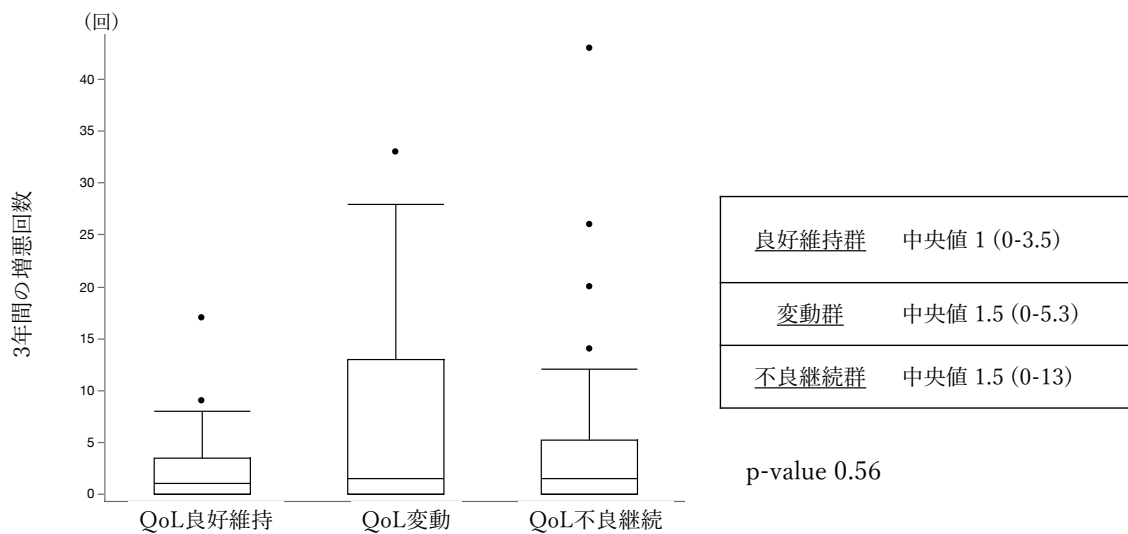 (回)
40
35
30
25
20
15
10
5
0
3年間の増悪回数
QoL良好維持
QoL変動
QoL不良継続
良好維持群 中央値 1 (0-3.5)
変動群 中央値 1.5 (0-5.3)
不良継続群 中央値 1.5 (0-13)
p-value 0.56